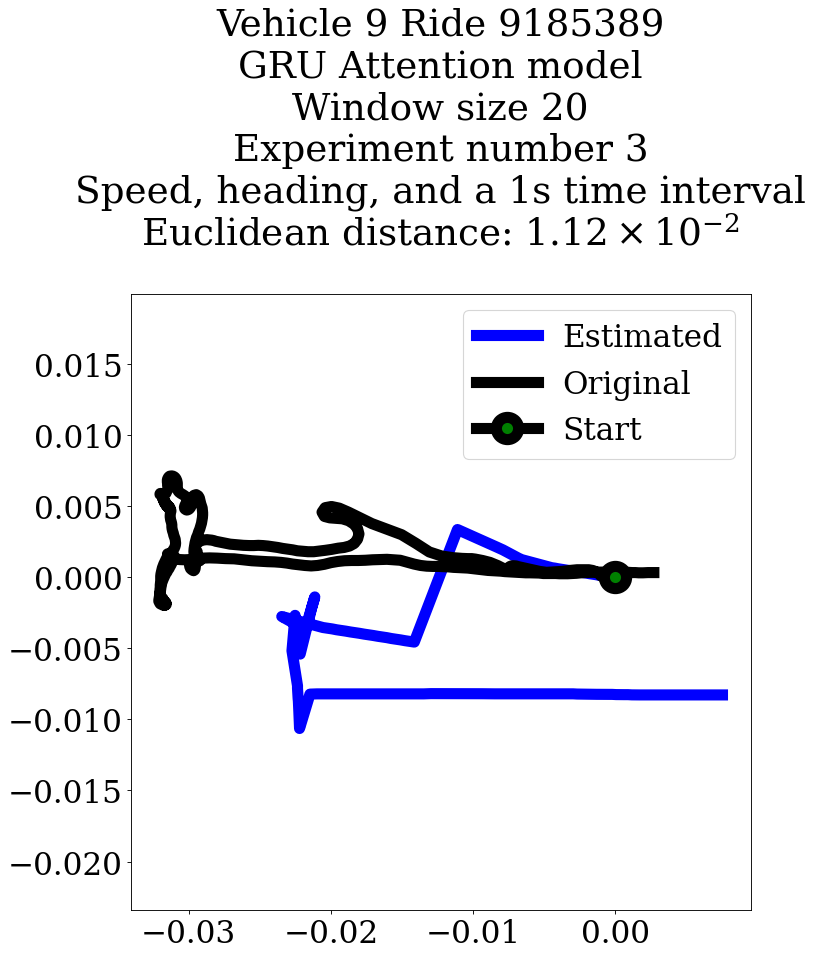 Vehicle 9 Ride 9185389
GRU Attention model
Window size 20
Experiment number 3
Speed, heading, and a 1s time interval
Euclidean distance: 1.12 × 10⁻²
Estimated
Original
Start
0.015
0.010
0.005
0.000
−0.005
−0.010
−0.015
−0.020
−0.03
−0.02
−0.01
0.00